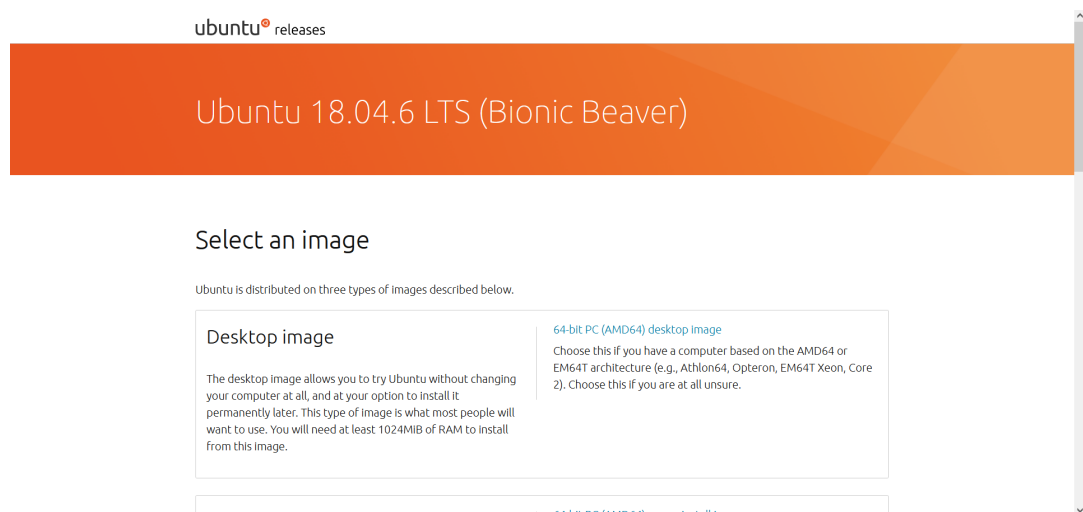 ubuntu releases
Ubuntu 18.04.6 LTS (Bionic Beaver)
Select an image
Ubuntu is distributed on three types of images described below.
Desktop image
The desktop image allows you to try Ubuntu without changing
your computer at all, and at your option to install it
permanently later. This type of image is what most people will
want to use. You will need at least 1024MiB of RAM to install
from this image.
64-bit PC (AMD64) desktop image
Choose this if you have a computer based on the AMD64 or
EM64T architecture (e.g., Athlon64, Opteron, EM64T Xeon, Core
2). Choose this if you are at all unsure.